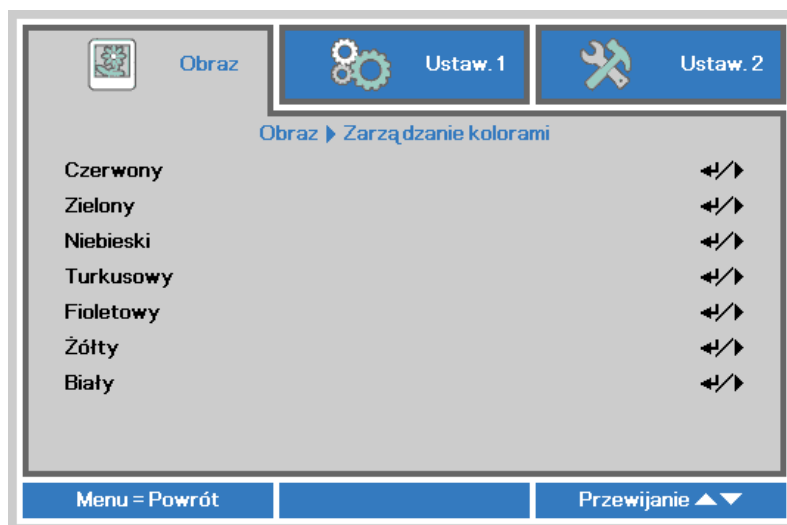 Obraz Ustaw. 1 Ustaw. 2
Obraz ▶ Zarządzanie kolorami
Czerwony ↵/▶
Zielony ↵/▶
Niebieski ↵/▶
Turkusowy ↵/▶
Fioletowy ↵/▶
Żółty ↵/▶
Biały ↵/▶
Menu = Powrót Przewijanie ▲▼